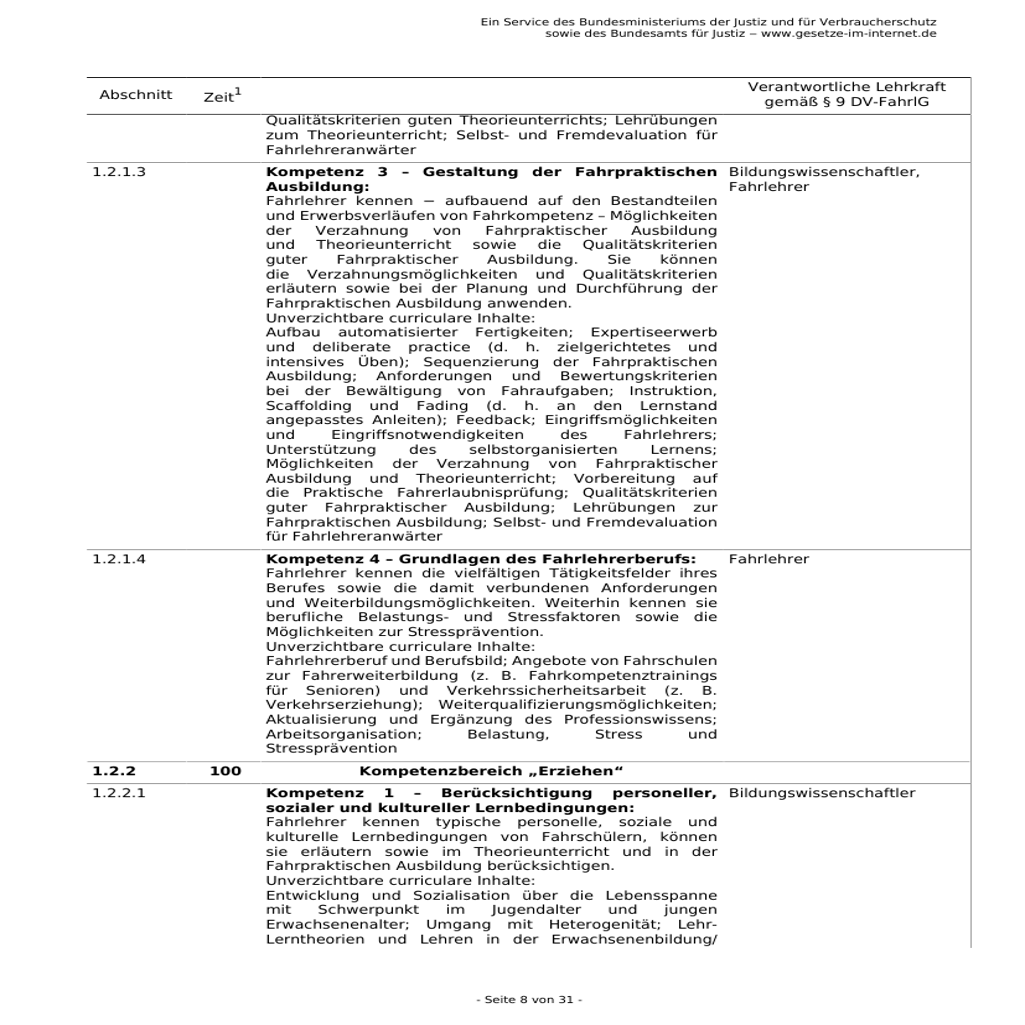 Ein Service des Bundesministeriums der Justiz und für Verbraucherschutz
sowie des Bundesamts für Justiz – www.gesetze-im-internet.de
Abschnitt Zeit1 Verantwortliche Lehrkraft
gemäß § 9 DV-FahrlG
Qualitätskriterien guten Theorieunterrichts; Lehrübungen
zum Theorieunterricht; Selbst- und Fremdevaluation für
Fahrlehreranwärter
1.2.1.3 Kompetenz 3 – Gestaltung der Fahrpraktischen Bildungswissenschaftler,
Ausbildung: Fahrlehrer
Fahrlehrer kennen − aufbauend auf den Bestandteilen
und Erwerbsverläufen von Fahrkompetenz – Möglichkeiten
der Verzahnung von Fahrpraktischer Ausbildung
und Theorieunterricht sowie die Qualitätskriterien
guter Fahrpraktischer Ausbildung. Sie können
die Verzahnungsmöglichkeiten und Qualitätskriterien
erläutern sowie bei der Planung und Durchführung der
Fahrpraktischen Ausbildung anwenden.
Unverzichtbare curriculare Inhalte:
Aufbau automatisierter Fertigkeiten; Expertiseerwerb
und deliberate practice (d. h. zielgerichtetes und
intensives Üben); Sequenzierung der Fahrpraktischen
Ausbildung; Anforderungen und Bewertungskriterien
bei der Bewältigung von Fahraufgaben; Instruktion,
Scaffolding und Fading (d. h. an den Lernstand
angepasstes Anleiten); Feedback; Eingriffsmöglichkeiten
und Eingriffsnotwendigkeiten des Fahrlehrers;
Unterstützung des selbstorganisierten Lernens;
Möglichkeiten der Verzahnung von Fahrpraktischer
Ausbildung und Theorieunterricht; Vorbereitung auf
die Praktische Fahrerlaubnisprüfung; Qualitätskriterien
guter Fahrpraktischer Ausbildung; Lehrübungen zur
Fahrpraktischen Ausbildung; Selbst- und Fremdevaluation
für Fahrlehreranwärter
1.2.1.4 Kompetenz 4 – Grundlagen des Fahrlehrerberufs: Fahrlehrer
Fahrlehrer kennen die vielfältigen Tätigkeitsfelder ihres
Berufes sowie die damit verbundenen Anforderungen
und Weiterbildungsmöglichkeiten. Weiterhin kennen sie
berufliche Belastungs- und Stressfaktoren sowie die
Möglichkeiten zur Stressprävention.
Unverzichtbare curriculare Inhalte:
Fahrlehrerberuf und Berufsbild; Angebote von Fahrschulen
zur Fahrerweiterbildung (z. B. Fahrkompetenztrainings
für Senioren) und Verkehrssicherheitsarbeit (z. B.
Verkehrserziehung); Weiterqualifizierungsmöglichkeiten;
Aktualisierung und Ergänzung des Professionswissens;
Arbeitsorganisation; Belastung, Stress und
Stressprävention
1.2.2 100 Kompetenzbereich „Erziehen“
1.2.2.1 Kompetenz 1 – Berücksichtigung personeller, Bildungswissenschaftler
sozialer und kultureller Lernbedingungen:
Fahrlehrer kennen typische personelle, soziale und
kulturelle Lernbedingungen von Fahrschülern, können
sie erläutern sowie im Theorieunterricht und in der
Fahrpraktischen Ausbildung berücksichtigen.
Unverzichtbare curriculare Inhalte:
Entwicklung und Sozialisation über die Lebensspanne
mit Schwerpunkt im Jugendalter und jungen
Erwachsenenalter; Umgang mit Heterogenität; Lehr-
Lerntheorien und Lehren in der Erwachsenenbildung/
- Seite 8 von 31 -